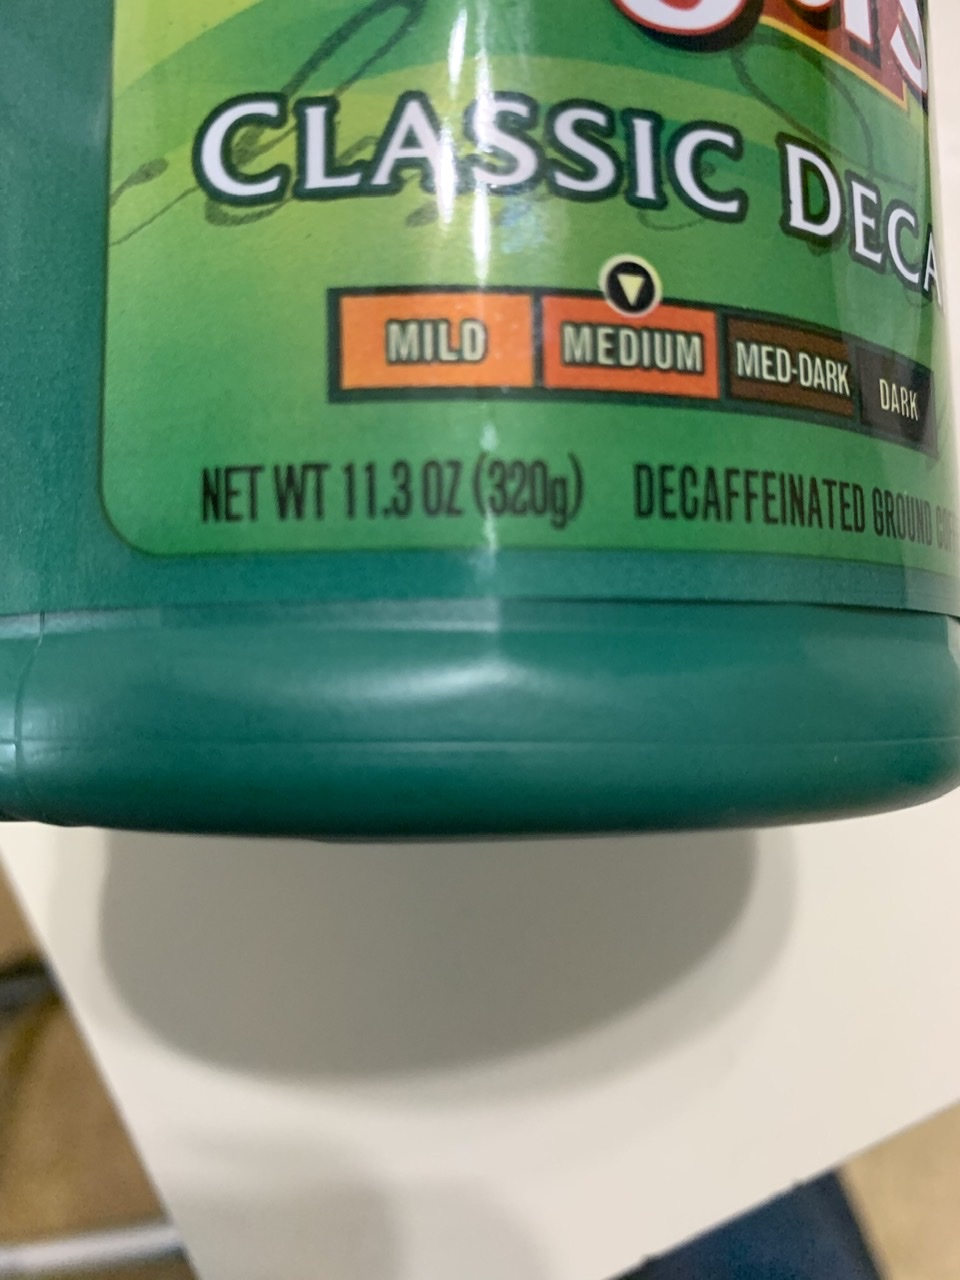 CLASSIC DECA
MILD MEDIUM MED-DARK DARK
NET WT 11.3 OZ (320g) DECAFFEINATED GROUND